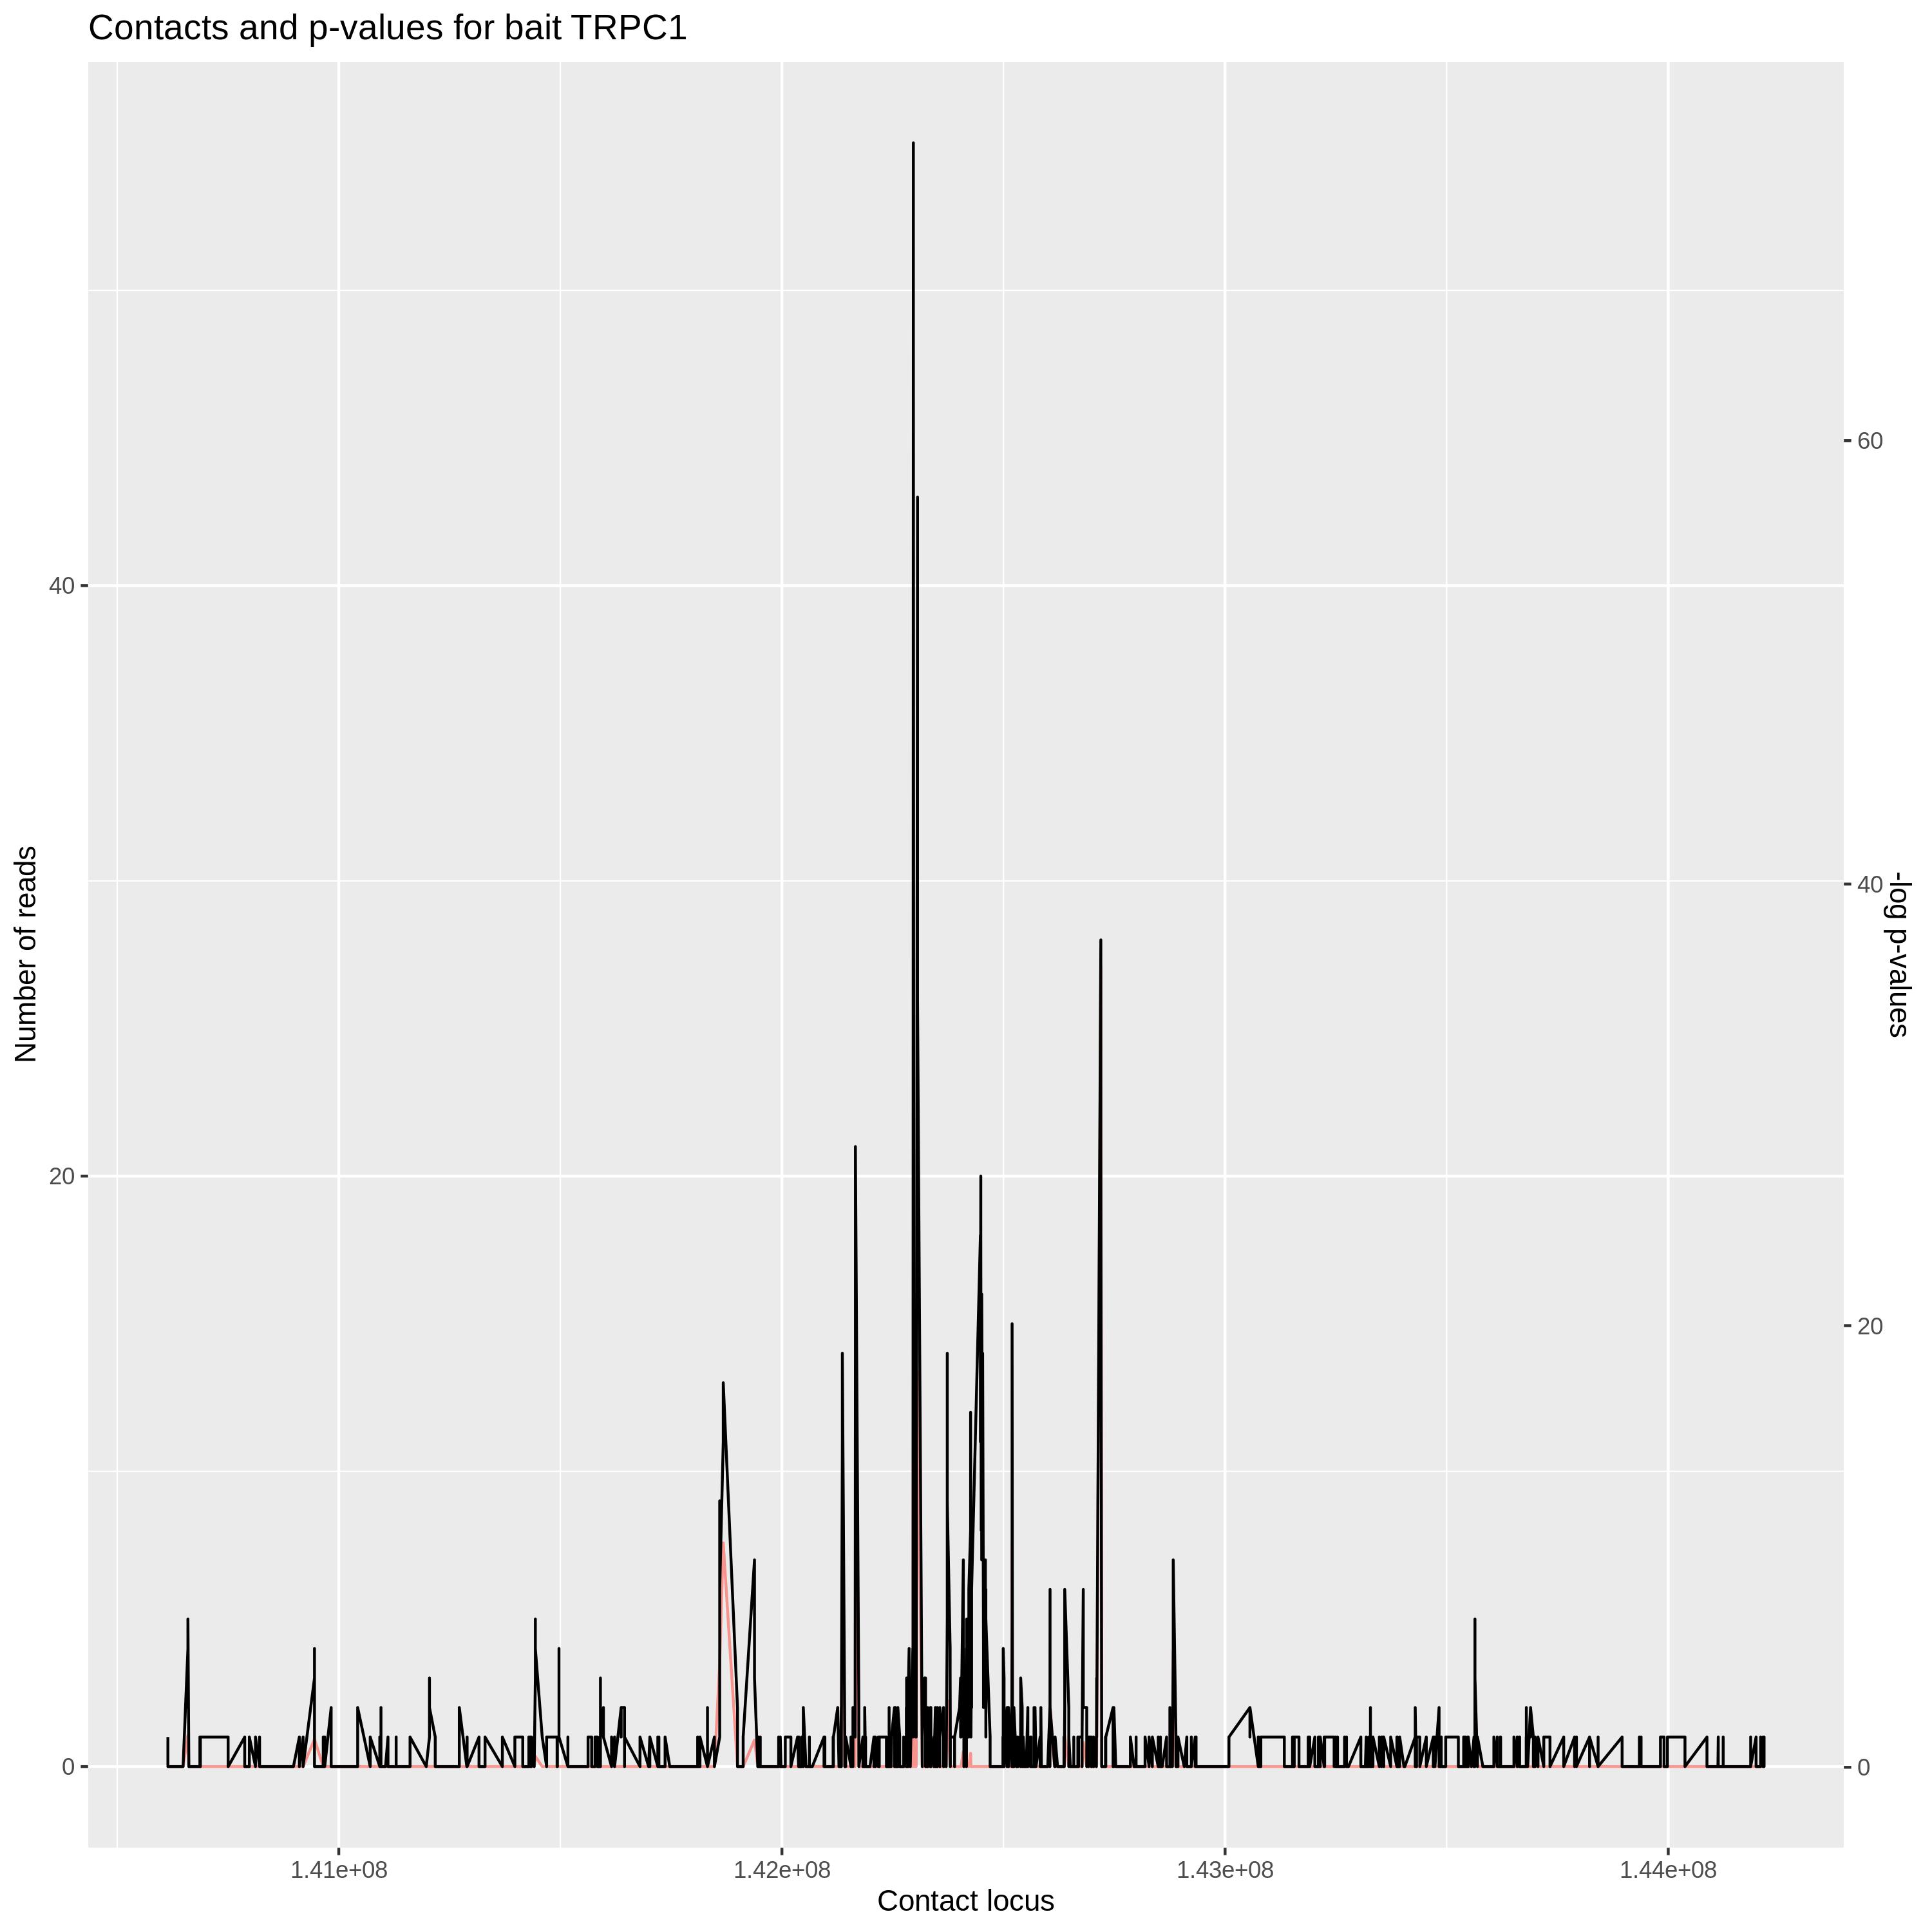 Contacts and p-values for bait TRPC1
Number of reads
40
20
0
60
40
20
0
-log p-values
1.41e+08
1.42e+08
1.43e+08
1.44e+08
Contact locus